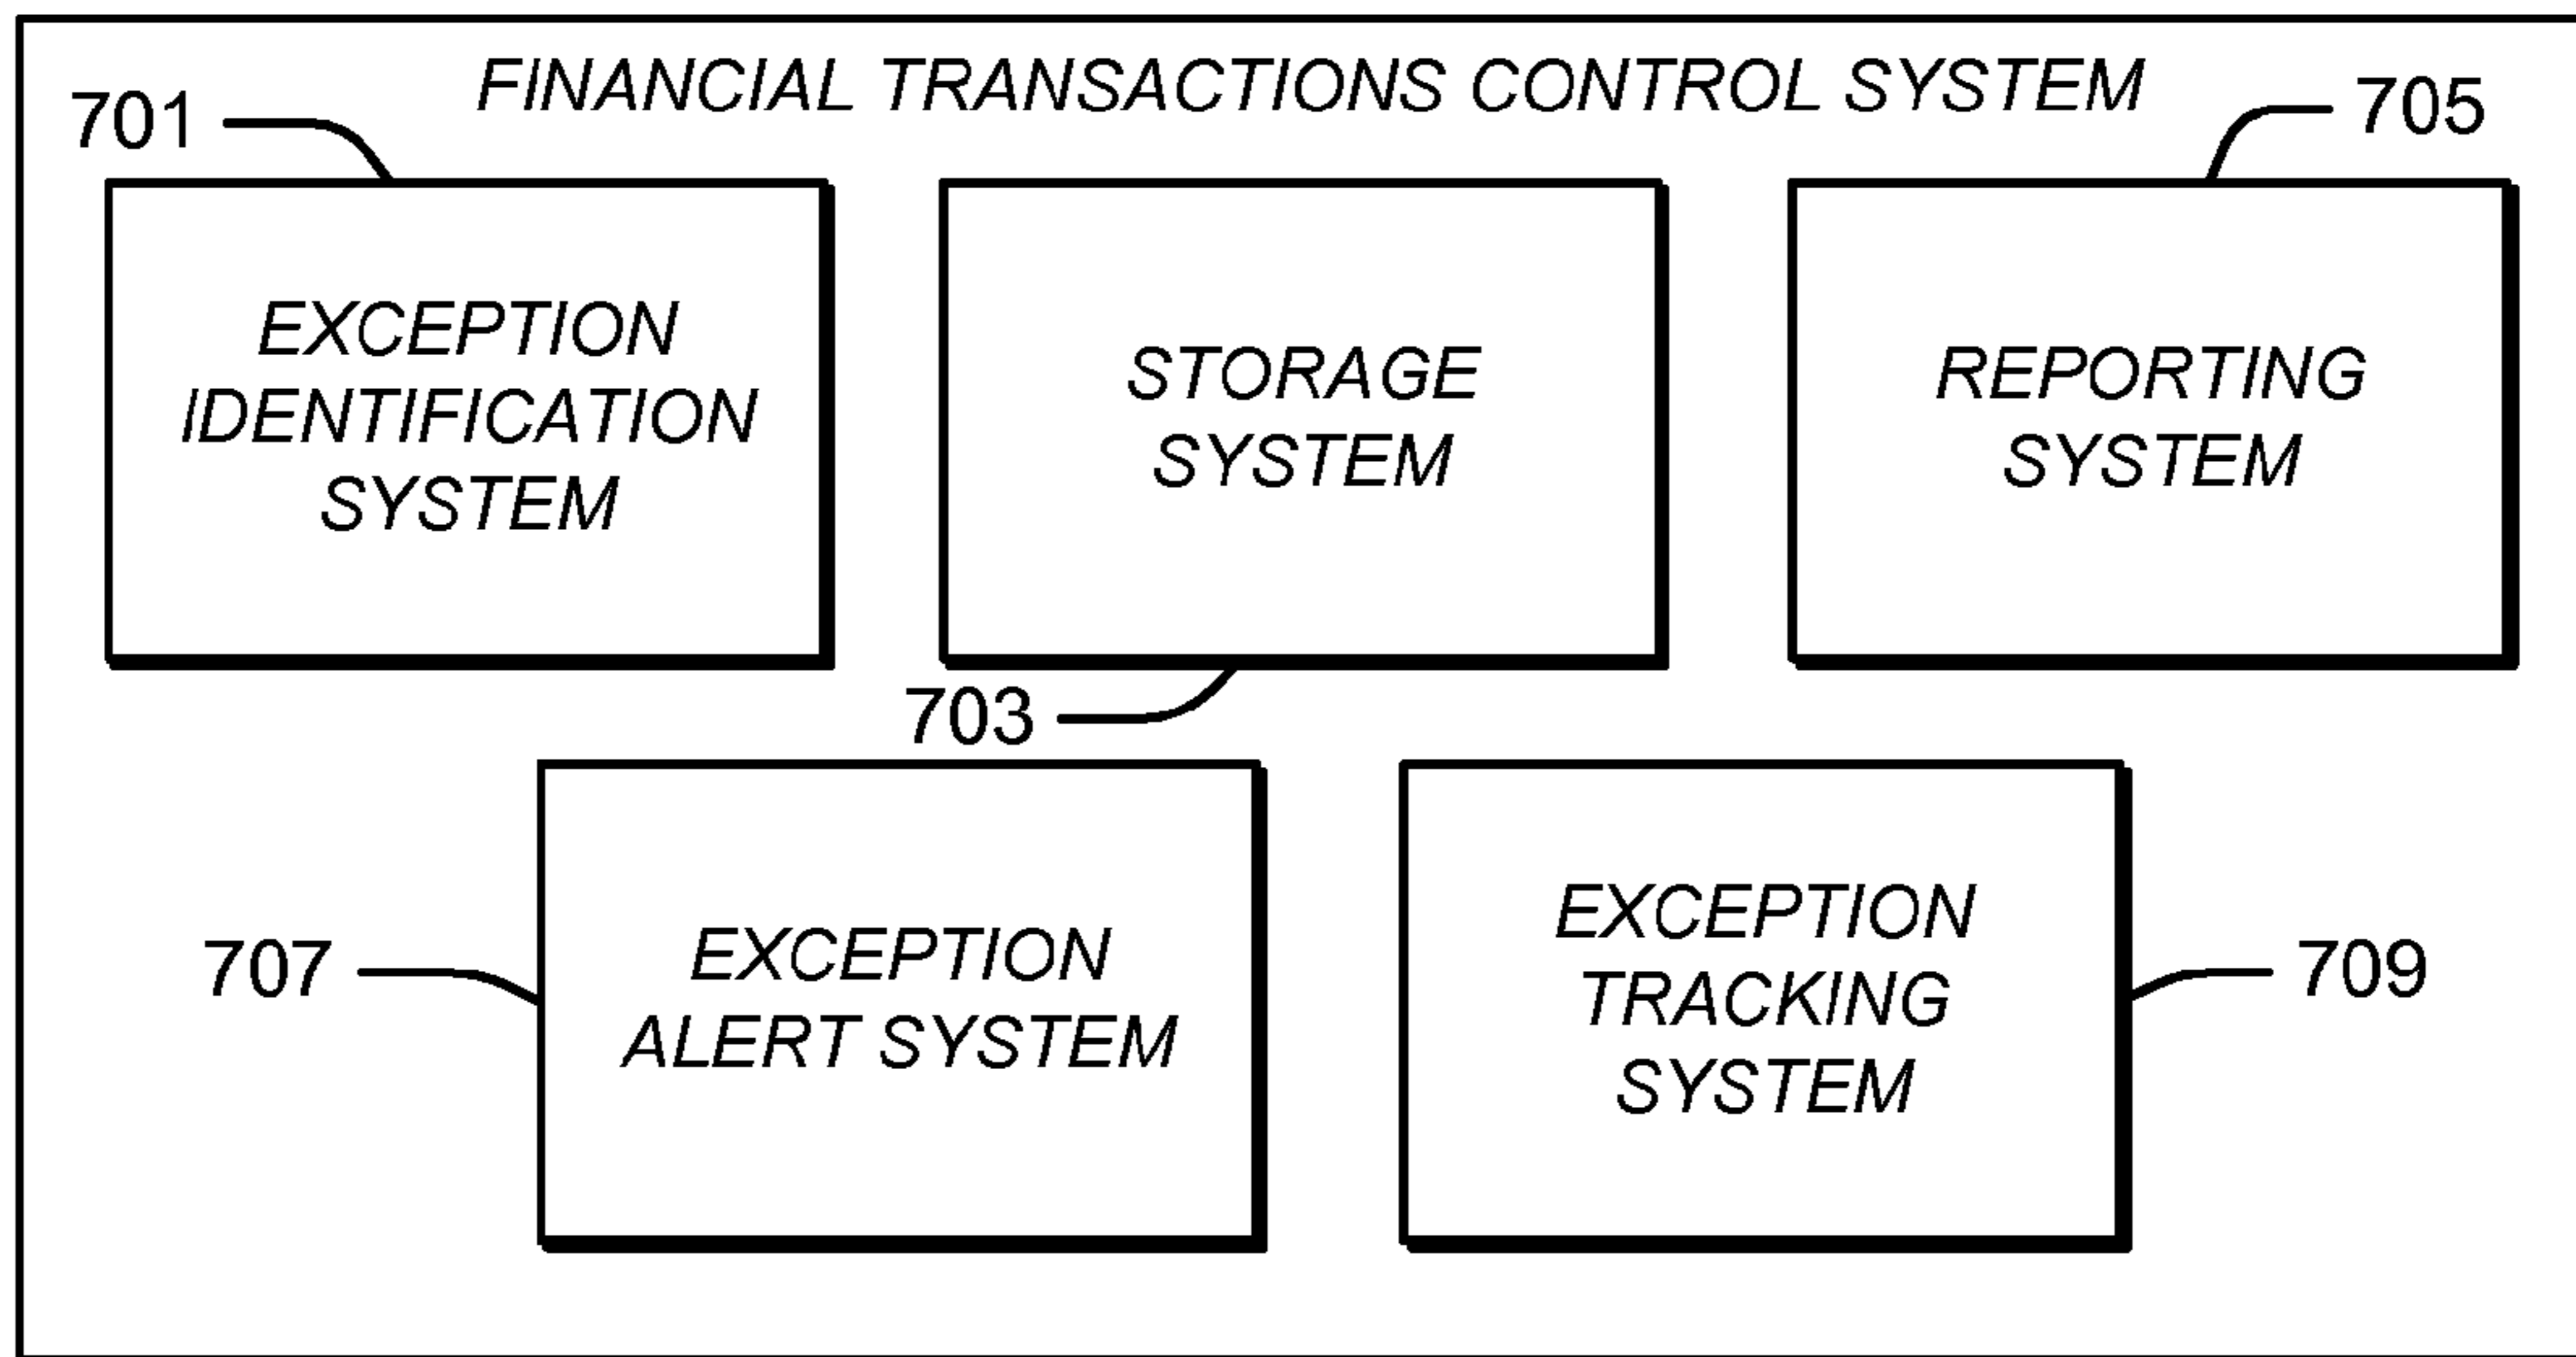 FINANCIAL TRANSACTIONS CONTROL SYSTEM
701
705
EXCEPTION
IDENTIFICATION
SYSTEM
STORAGE
SYSTEM
REPORTING
SYSTEM
703
707
EXCEPTION
ALERT SYSTEM
EXCEPTION
TRACKING
SYSTEM
709